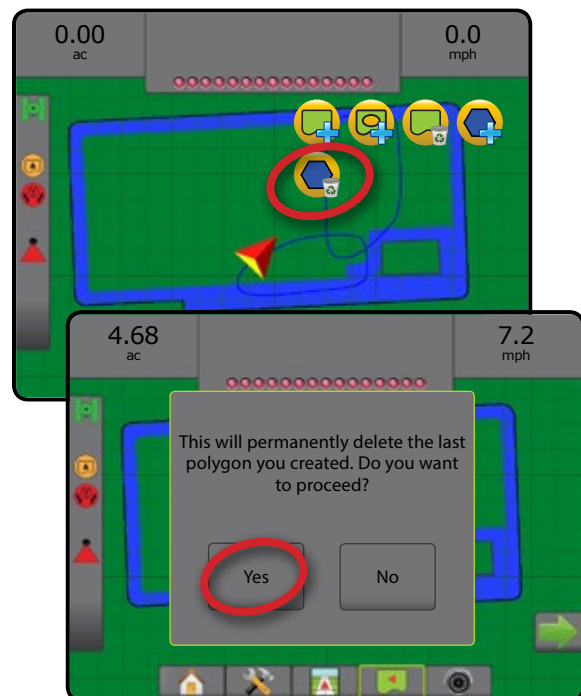 0.00
ac
0.0
mph
4.68
ac
7.2
mph
This will permanently delete the last
polygon you created. Do you want
to proceed?
Yes
No